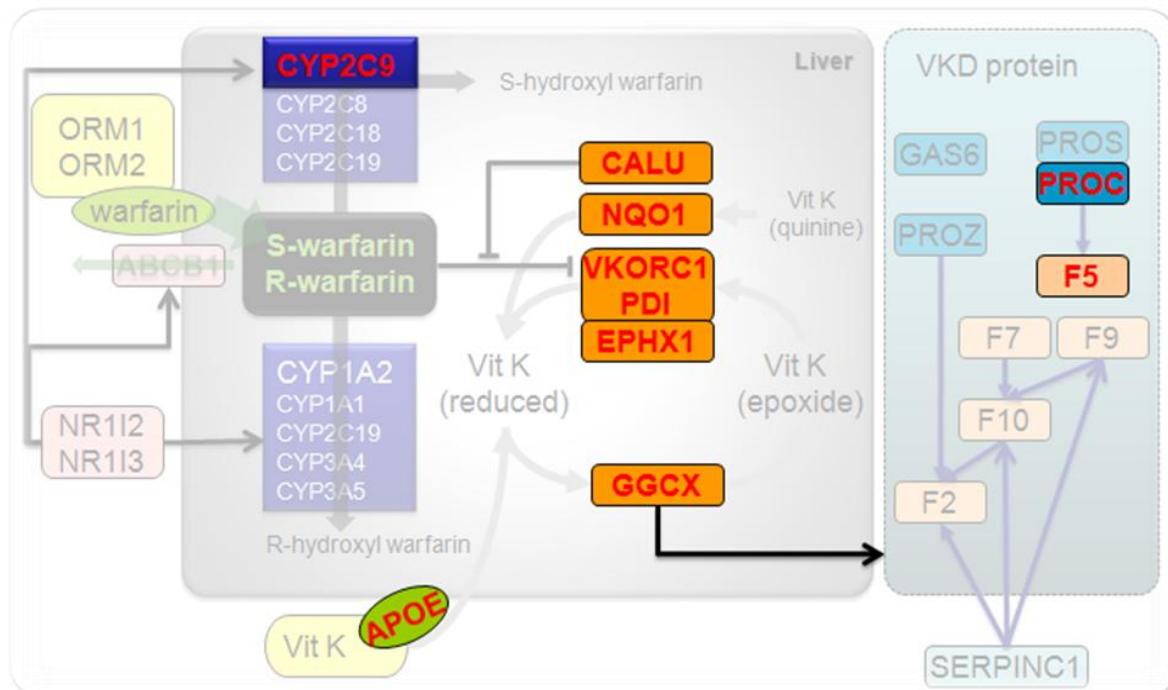 CYP2C9
CYP2C8
CYP2C18
CYP2C19
S-hydroxyl warfarin
Liver
VKD protein
ORM1
ORM2
warfarin
ABCB1
S-warfarin
R-warfarin
CALU
NQO1
Vit K
(quinine)
VKORC1
PDI
EPHX1
Vit K
(reduced)
Vit K
(epoxide)
GAS6
PROS
PROC
PROZ
F5
F7
F9
F10
F2
NR1I2
NR1I3
CYP1A2
CYP1A1
CYP2C19
CYP3A4
CYP3A5
GGCX
R-hydroxyl warfarin
Vit K
APOE
SERPINC1